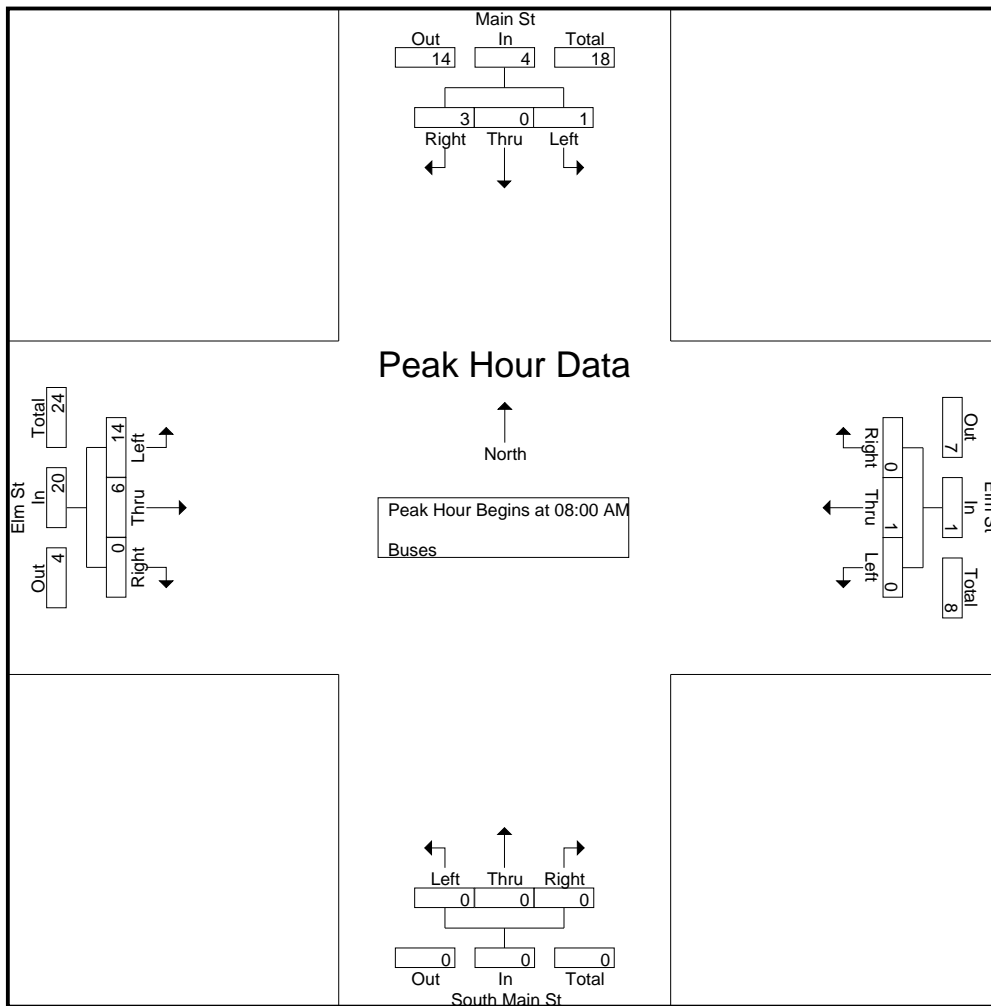 Main St
Out In Total
14 4 18
3 0 1
Right Thru Left
Peak Hour Data
North
Peak Hour Begins at 08:00 AM
Buses
Elm St
Out In Total
4 20 24
14 6 0
Left Thru Right
Elm St
Out In Total
7 1 8
0 1 0
Right Thru Left
Left Thru Right
0 0 0
0 0 0
Out In Total
South Main St